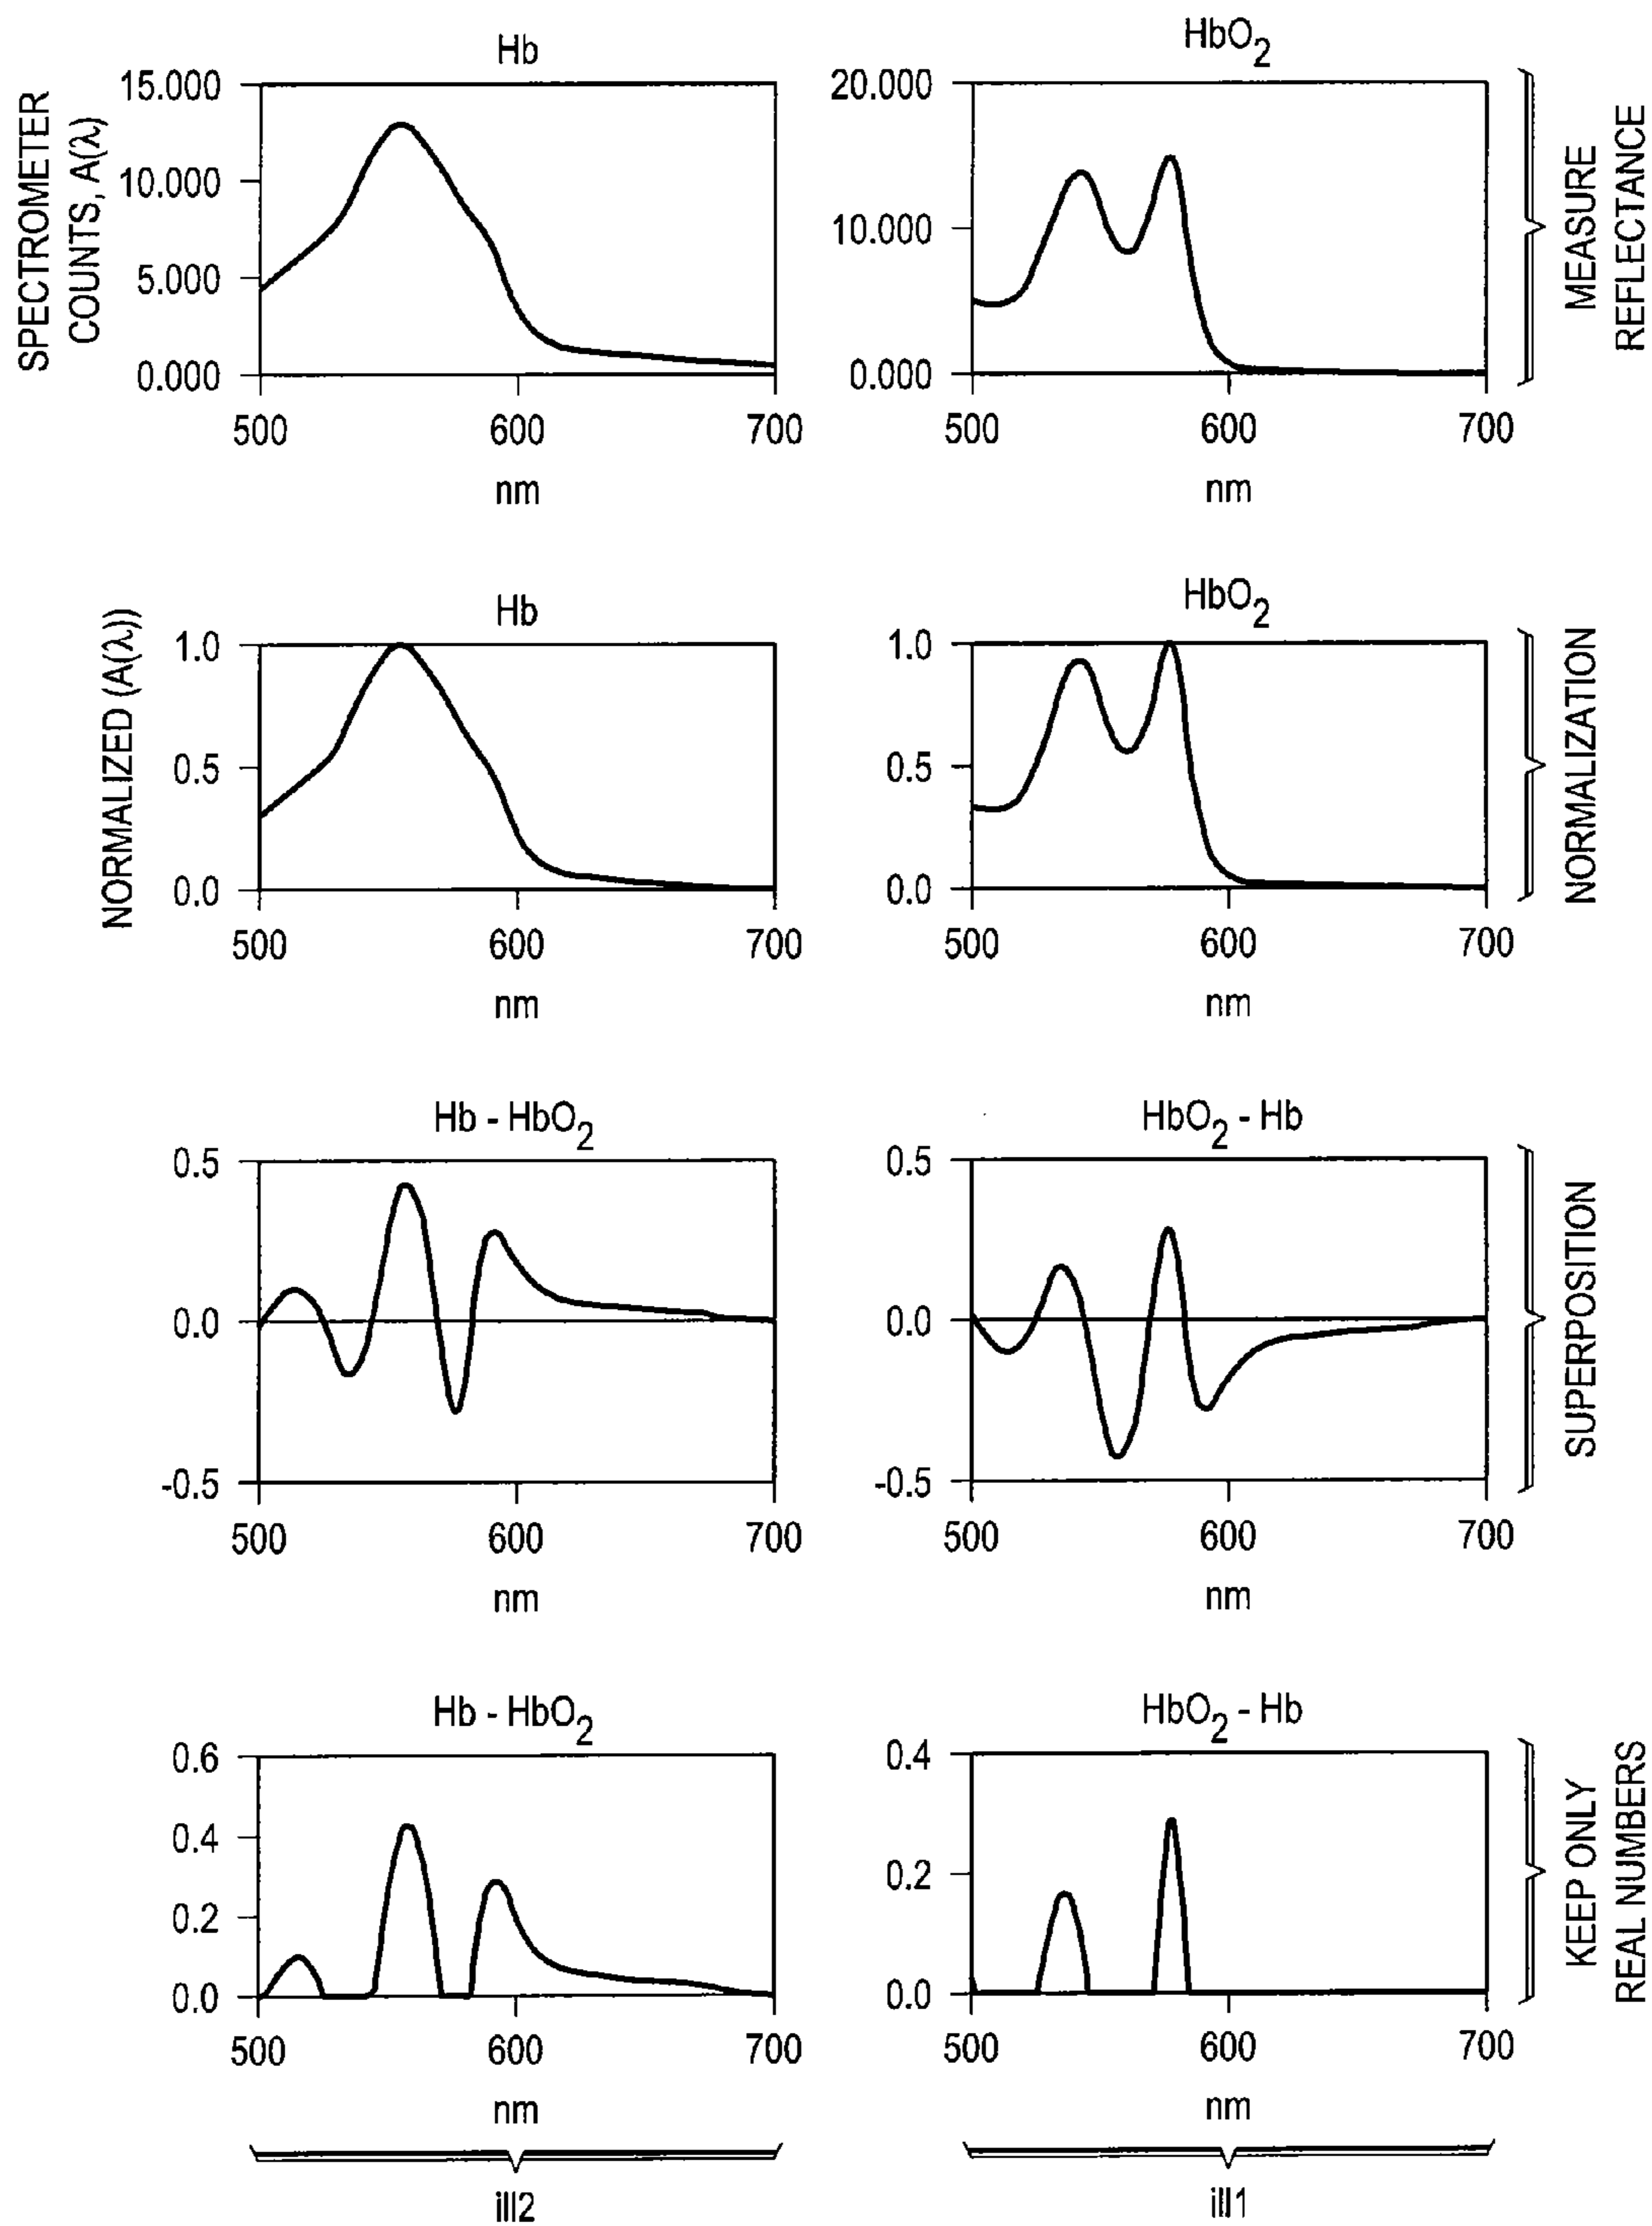 Hb
HbO2
SPECTROMETER
COUNTS, A(λ)
15.000
10.000
5.000
0.000
500
600
700
nm
20.000
10.000
0.000
500
600
700
nm
MEASURE
REFLECTANCE
Hb
HbO2
NORMALIZED (A(λ))
1.0
0.5
0.0
500
600
700
nm
1.0
0.5
0.0
500
600
700
nm
NORMALIZATION
Hb - HbO2
HbO2 - Hb
0.5
0.0
-0.5
500
600
700
nm
0.5
0.0
-0.5
500
600
700
nm
SUPERPOSITION
Hb - HbO2
HbO2 - Hb
0.6
0.4
0.2
0.0
500
600
700
nm
0.4
0.2
0.0
500
600
700
nm
KEEP ONLY
REAL NUMBERS
ill2
ill1